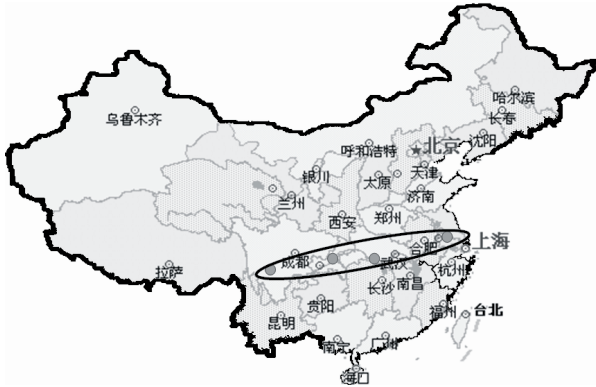 哈尔滨
乌鲁木齐
长春
沈阳
呼和浩特
北京
银川
太原
天津
兰州
济南
西安
郑州
上海
成都
合肥
武汉
杭州
拉萨
长沙
南昌
贵阳
福州
台北
昆明
南宁
广州
海口